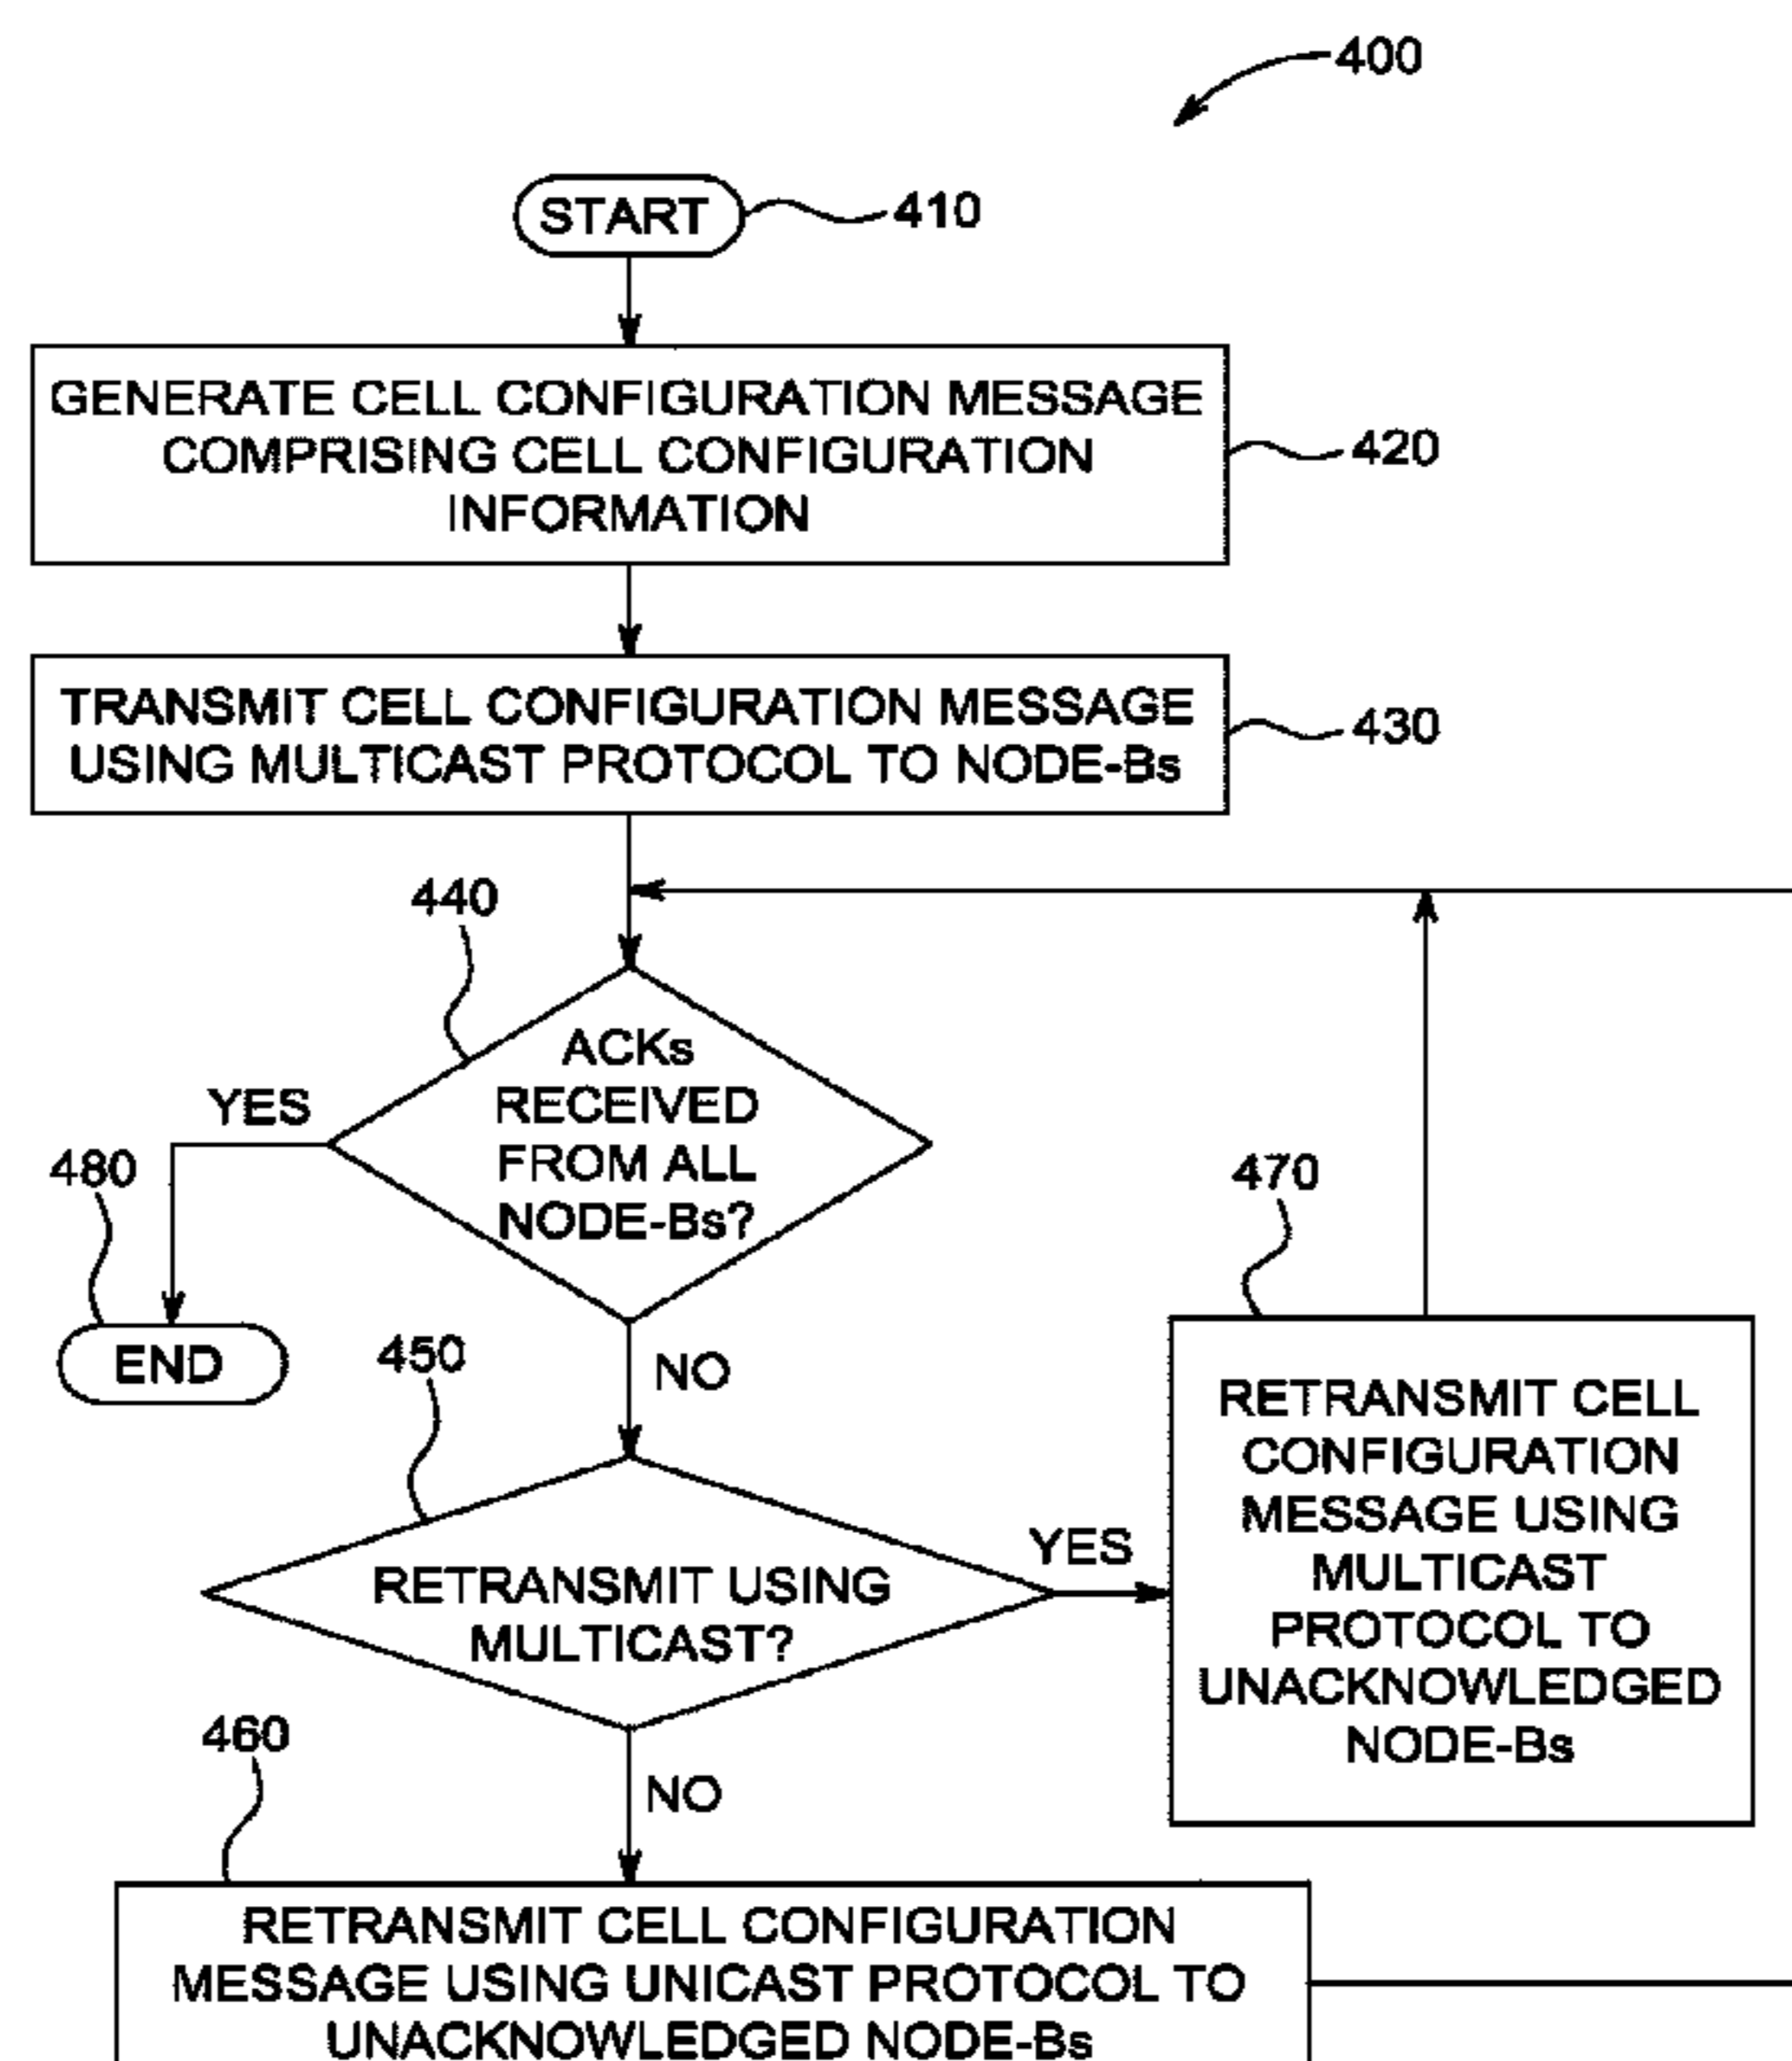 400
START
410
GENERATE CELL CONFIGURATION MESSAGE
COMPRISING CELL CONFIGURATION
INFORMATION
420
TRANSMIT CELL CONFIGURATION MESSAGE
USING MULTICAST PROTOCOL TO NODE-Bs
430
440
ACKs
RECEIVED
FROM ALL
NODE-Bs?
YES
480
END
NO
450
RETRANSMIT USING
MULTICAST?
YES
470
RETRANSMIT CELL
CONFIGURATION
MESSAGE USING
MULTICAST
PROTOCOL TO
UNACKNOWLEDGED
NODE-Bs
NO
460
RETRANSMIT CELL CONFIGURATION
MESSAGE USING UNICAST PROTOCOL TO
UNACKNOWLEDGED NODE-Bs